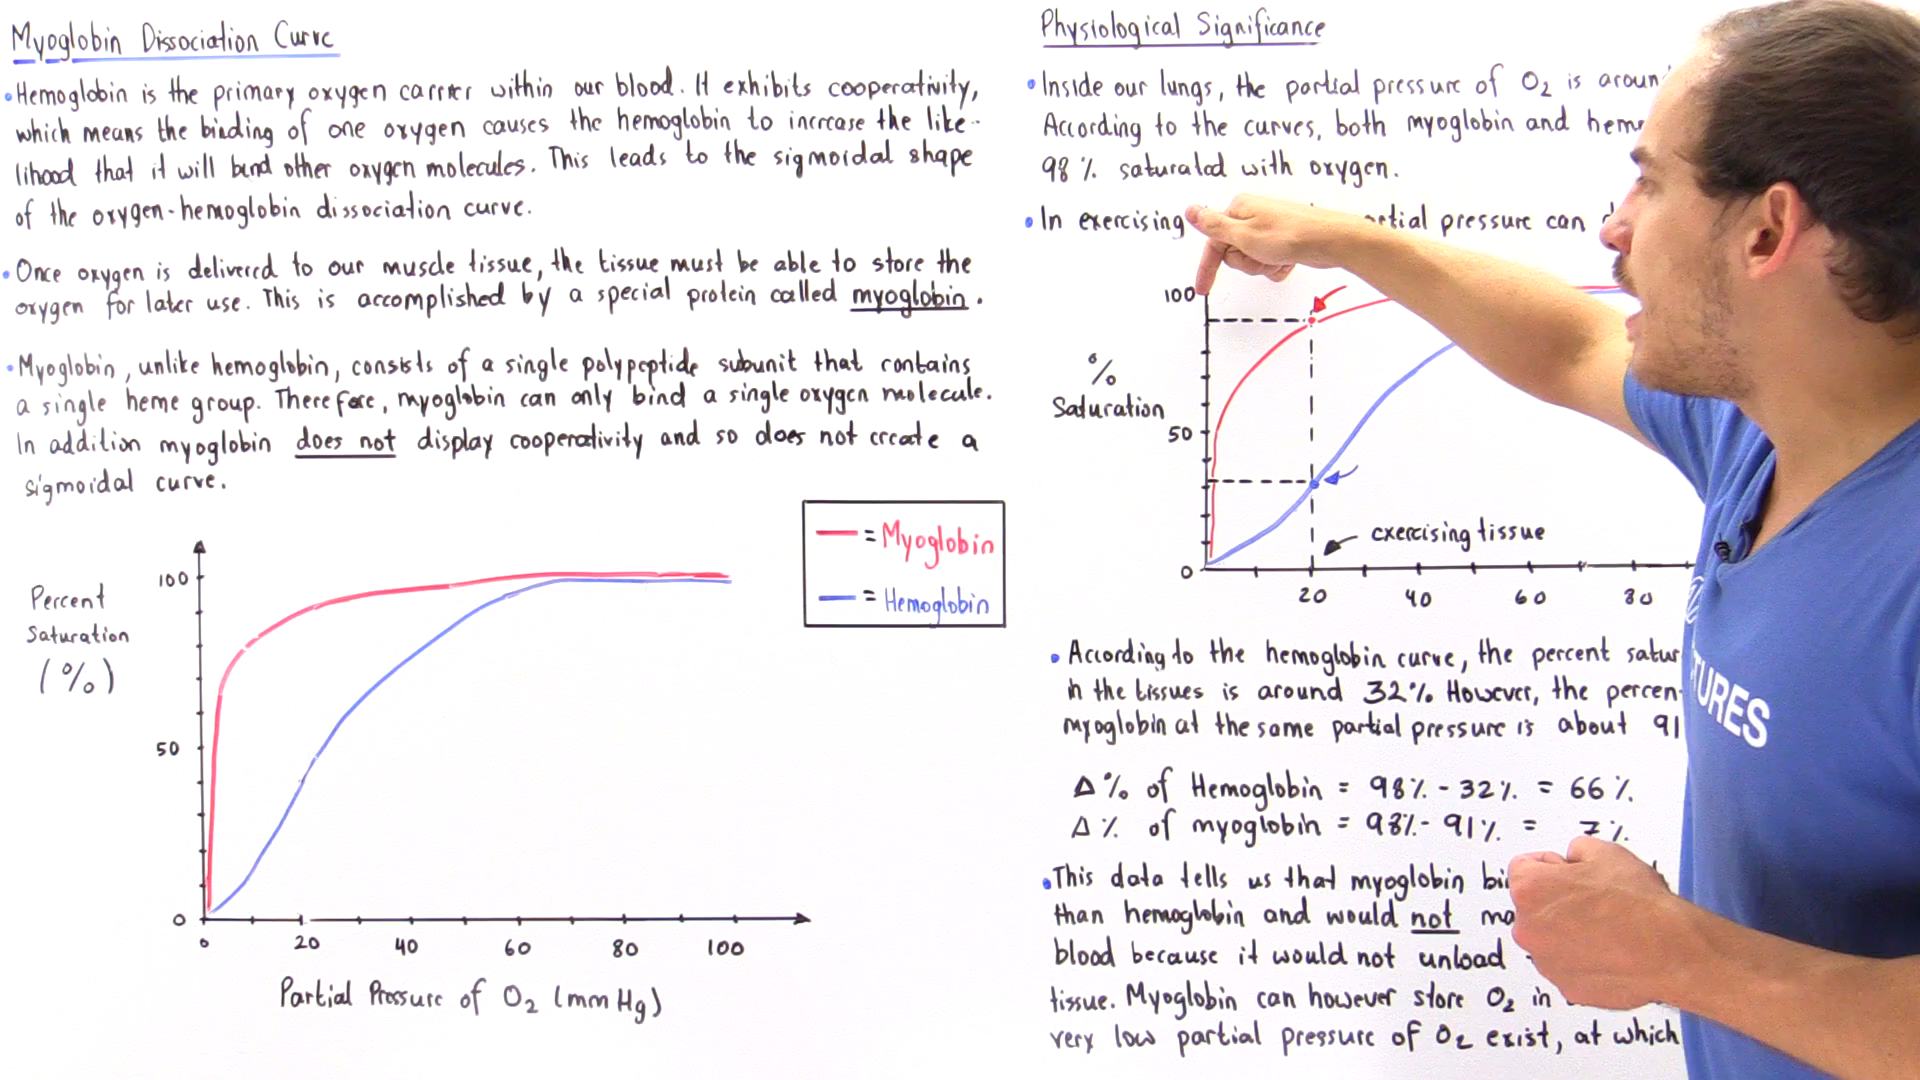 Myoglobin Dissociation Curve
• Hemoglobin is the primary oxygen carrier within our blood. It exhibits cooperativity,
which means the binding of one oxygen causes the hemoglobin to increase the like-
lihood that it will bind other oxygen molecules. This leads to the sigmoidal shape
of the oxygen-hemoglobin dissociation curve.
• Once oxygen is delivered to our muscle tissue, the tissue must be able to store the
oxygen for later use. This is accomplished by a special protein called myoglobin.
• Myoglobin, unlike hemoglobin, consists of a single polypeptide subunit that contains
a single heme group. Therefore, myoglobin can only bind a single oxygen molecule.
In addition myoglobin does not display cooperativity and so does not create a
sigmoidal curve.
= Myoglobin
= Hemoglobin
Percent
Saturation
(%)
100
50
0
0 20 40 60 80 100
Partial Pressure of O2 (mmHg)
Physiological Significance
• Inside our lungs, the partial pressure of O2 is
According to the curves, both myoglobin and
98% saturated with oxygen.
• In exercising pressure can
%
Saturation
100
50
0
exercising tissue
20 40 60 80
• According to the hemoglobin curve, the percent
in the tissues is around 32%. However, the
myoglobin at the same partial pressure is about 91
Δ% of Hemoglobin = 98% - 32% = 66%.
Δ% of myoglobin = 98% - 91% = 7%.
• This data tells us that myoglobin
than hemoglobin and would not
blood because it would not unload
tissue. Myoglobin can however store O2 in
very low partial pressure of O2 exist, at which
TURES